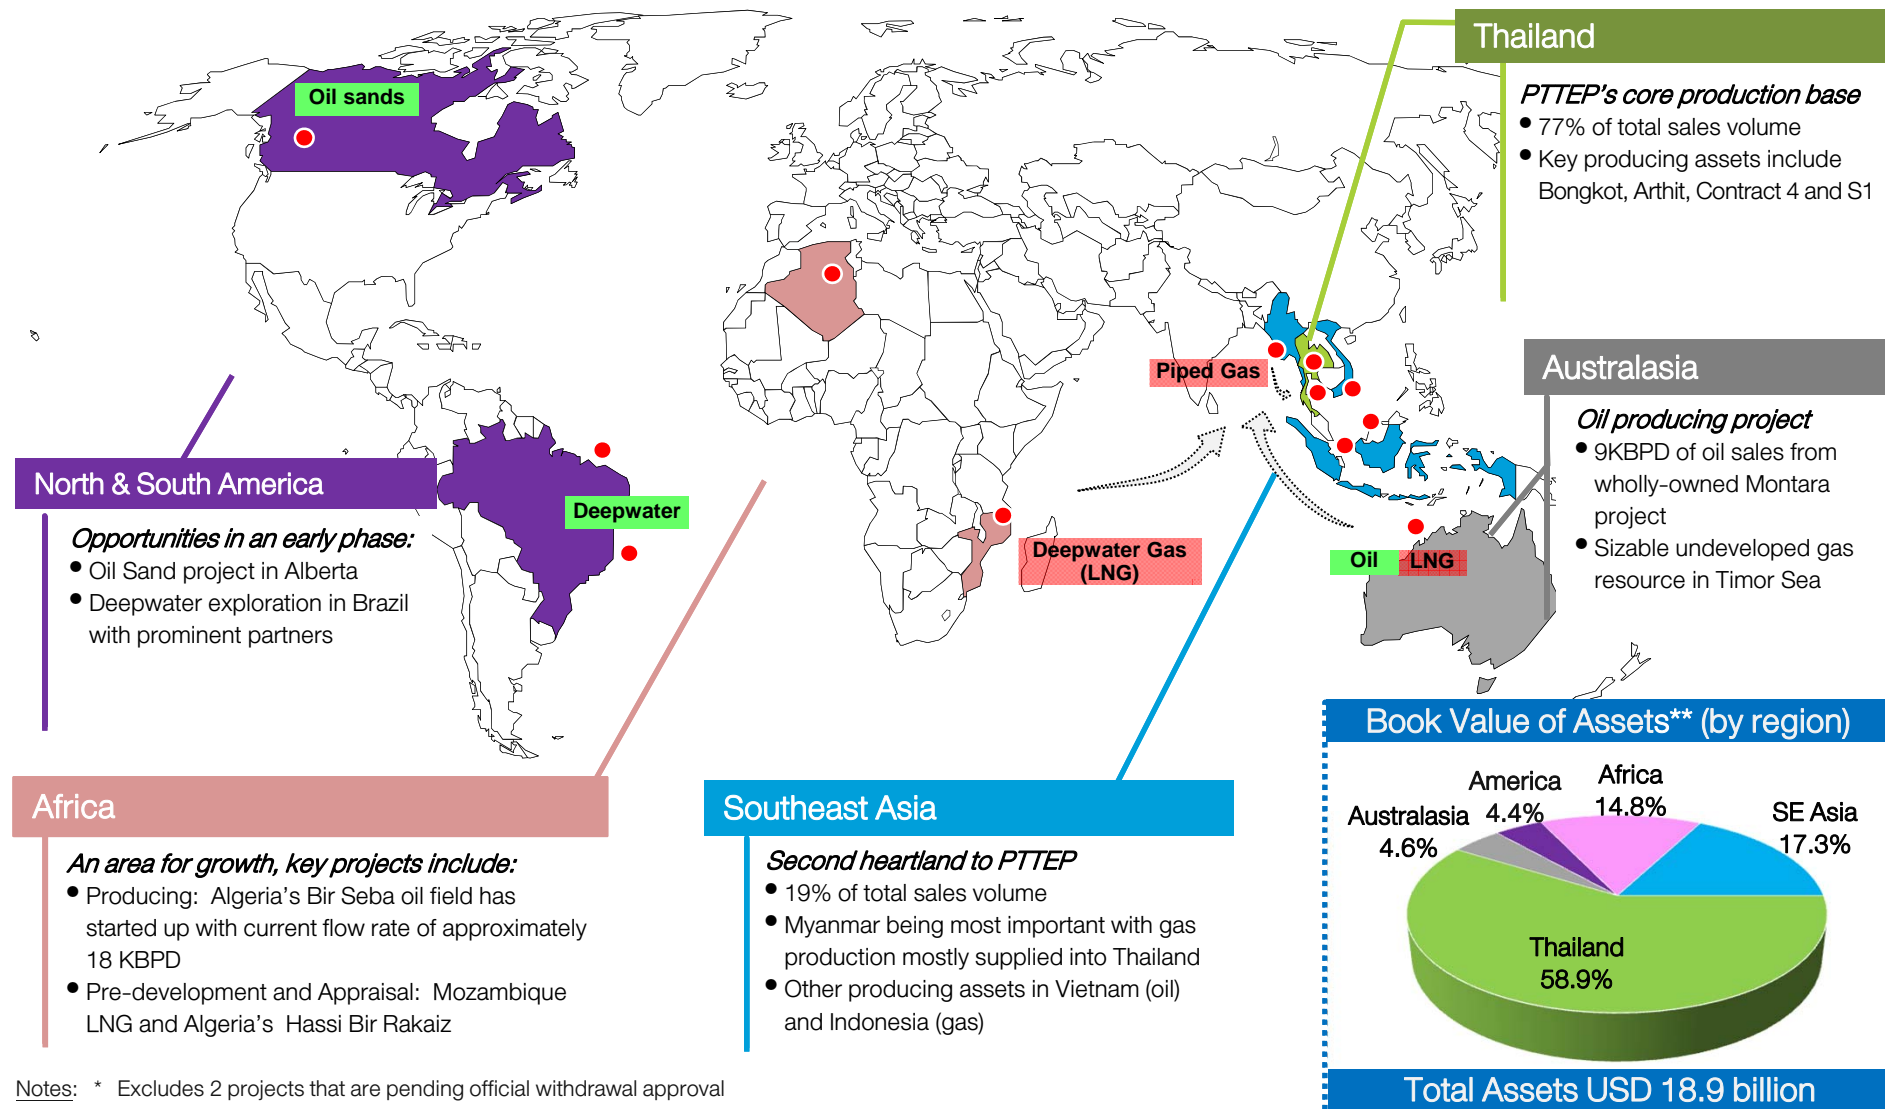 Thailand
PTTEP's core production base
• 77% of total sales volume
• Key producing assets include
Bongkot, Arthit, Contract 4 and S1
Oil sands
Piped Gas
Australasia
Oil producing project
• 9KBPD of oil sales from
wholly-owned Montara
project
• Sizable undeveloped gas
resource in Timor Sea
North & South America
Opportunities in an early phase:
• Oil Sand project in Alberta
• Deepwater exploration in Brazil
with prominent partners
Deepwater
Deepwater Gas
(LNG)
Oil
LNG
Africa
An area for growth, key projects include:
• Producing: Algeria's Bir Seba oil field has
started up with current flow rate of approximately
18 KBPD
• Pre-development and Appraisal: Mozambique
LNG and Algeria's Hassi Bir Rakaiz
Southeast Asia
Second heartland to PTTEP
• 19% of total sales volume
• Myanmar being most important with gas
production mostly supplied into Thailand
• Other producing assets in Vietnam (oil)
and Indonesia (gas)
Book Value of Assets** (by region)
Australasia
4.6%
America
4.4%
Africa
14.8%
SE Asia
17.3%
Thailand
58.9%
Total Assets USD 18.9 billion
Notes: * Excludes 2 projects that are pending official withdrawal approval